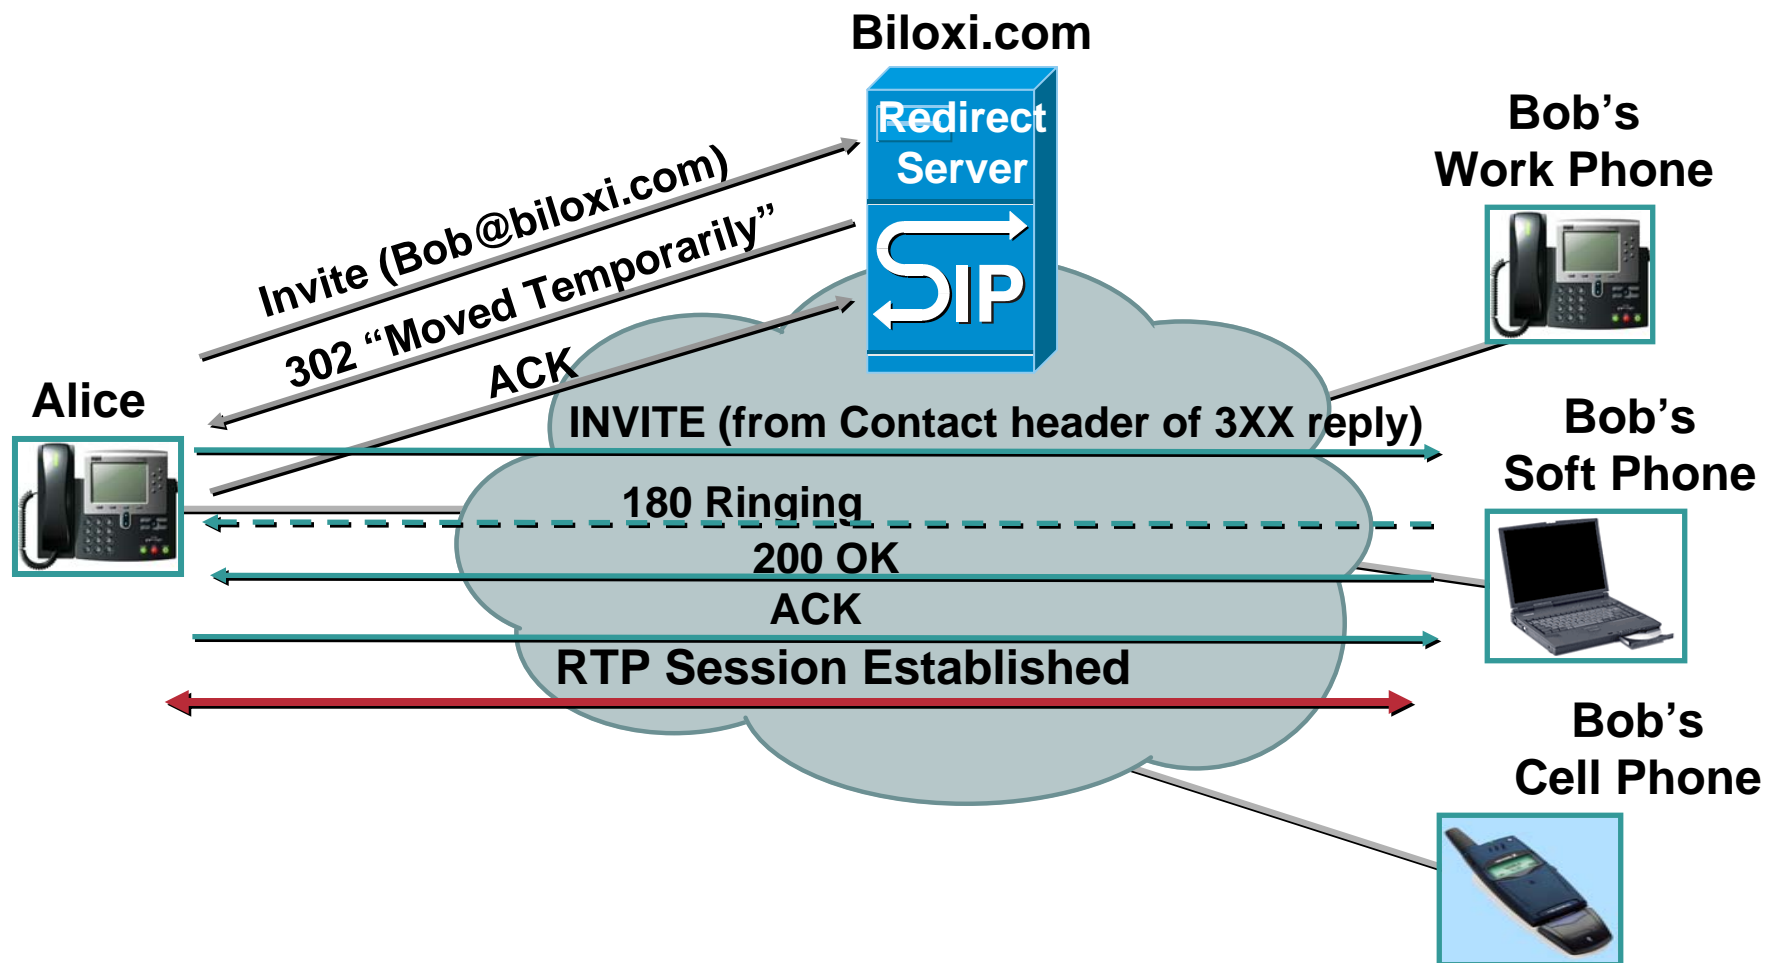 Biloxi.com
Redirect
Server
SIP
Bob's
Work Phone
Invite (Bob@biloxi.com)
302 “Moved Temporarily”
ACK
Alice
INVITE (from Contact header of 3XX reply)
Bob’s
Soft Phone
180 Ringing
200 OK
ACK
RTP Session Established
Bob’s
Cell Phone